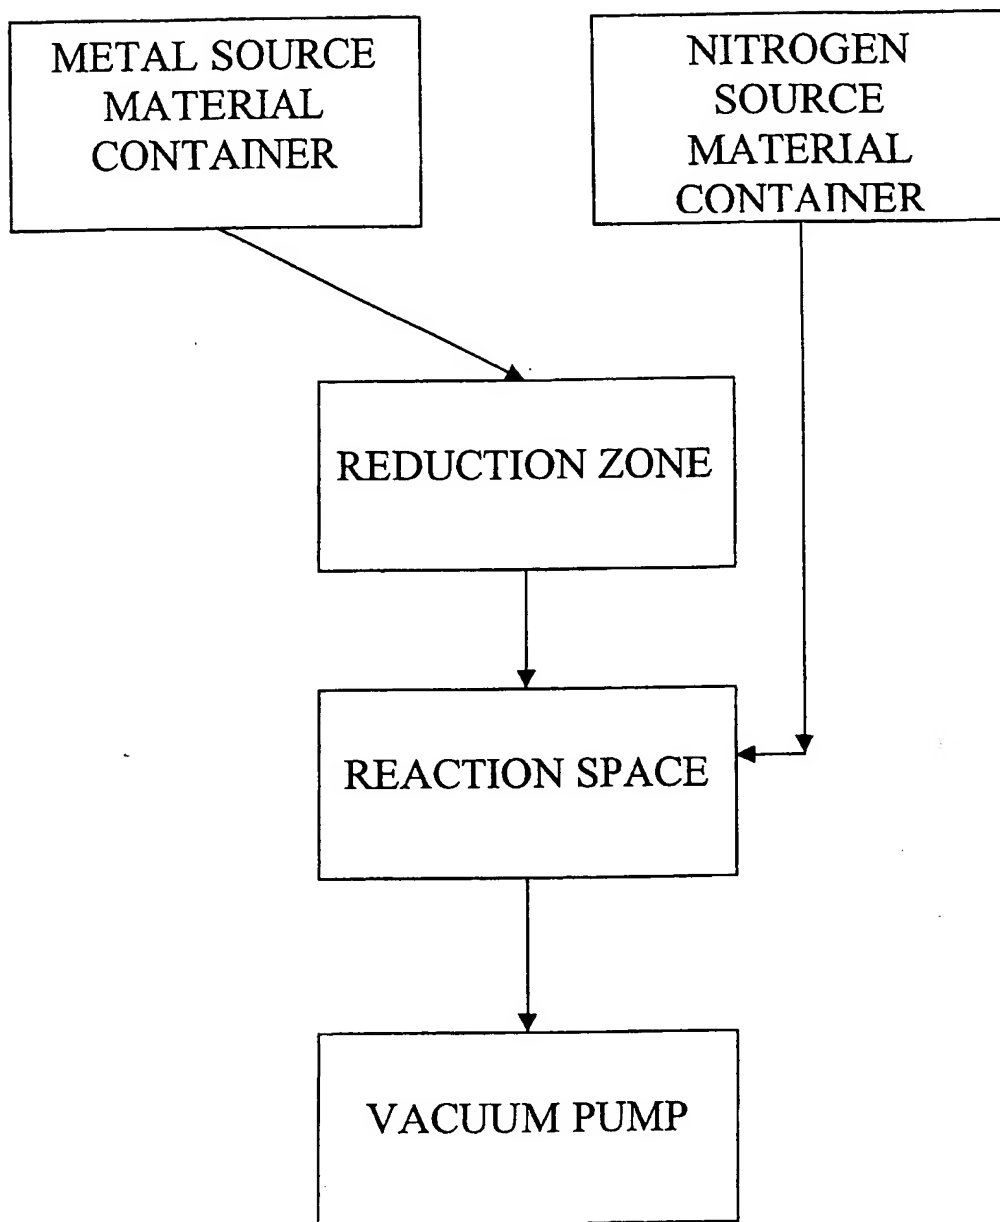 METAL SOURCE
MATERIAL
CONTAINER
NITROGEN
SOURCE
MATERIAL
CONTAINER
REDUCTION ZONE
REACTION SPACE
VACUUM PUMP